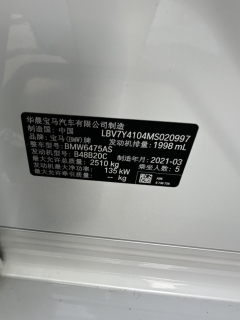 华晨宝马汽车有限公司
制造国：中国 LBV7Y4104MS020997
品牌：宝马(BMW)牌 发动机排量：1998 mL
整车型号：BMW6475AS
发动机型号：B48B20C 制造年月：2021-03
最大允许总质量：2510 kg 乘坐人数：5
发动机最大净功率：135 kW
-- kg